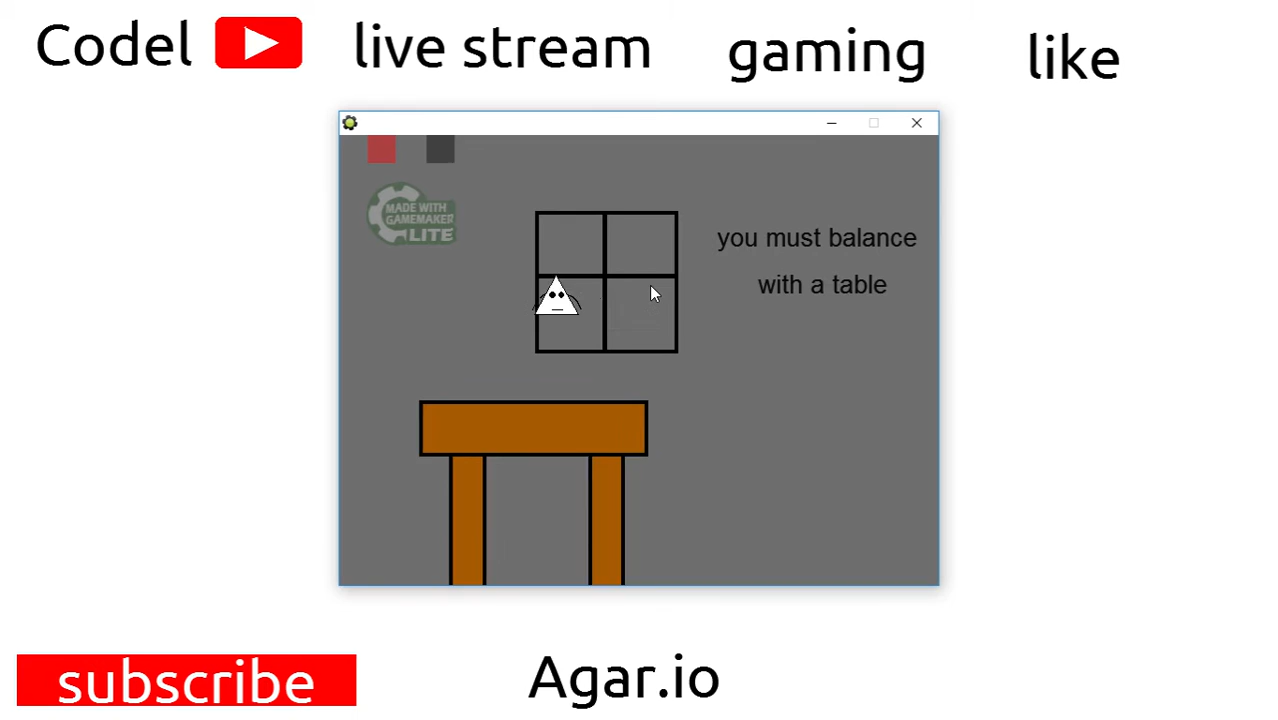 Codel
live stream
gaming
like
MADE WITH
GAMEMAKER
LITE
you must balance
with a table
subscribe
Agar.io